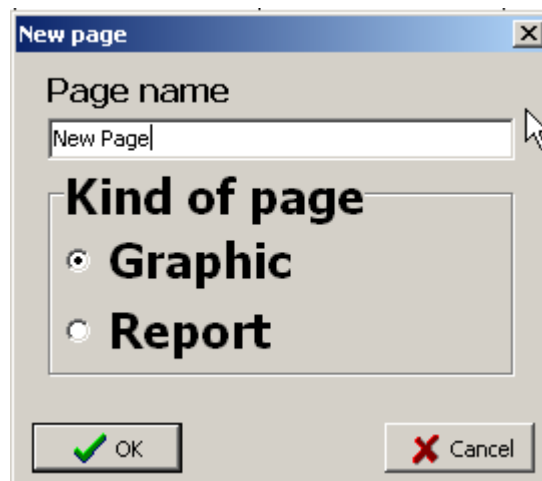 New page
Page name
New Page
Kind of page
Graphic
Report
OK
Cancel